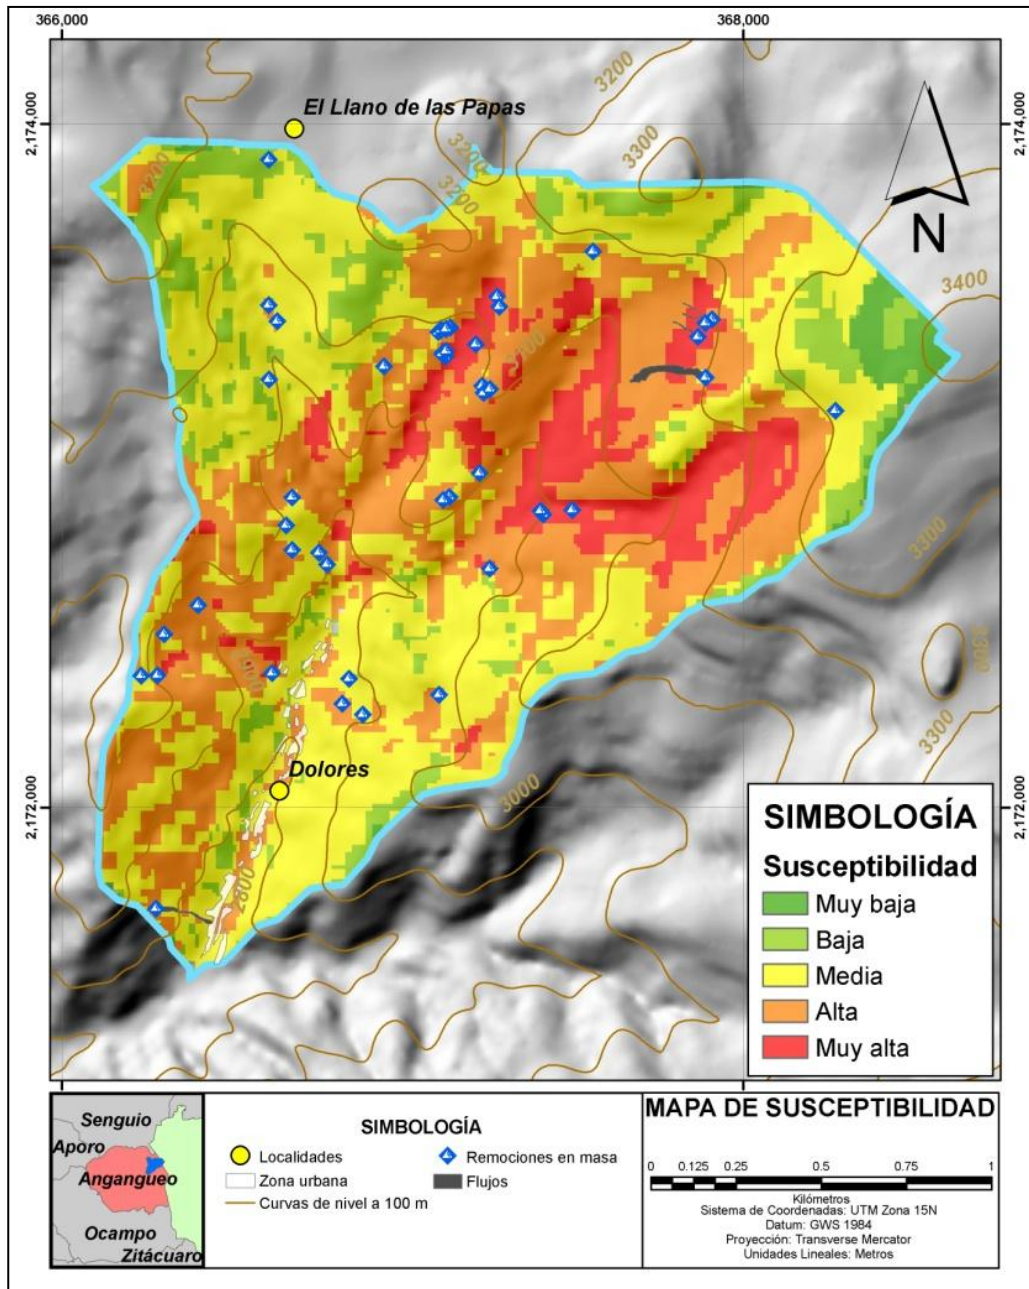 366,000
368,000
3200
El Llano de las Papas
2,174,000
2,174,000
3200
3300
3200
3200
N
3400
3300
3300
3300
Dolores
3000
2,172,000
2,172,000
2800
SIMBOLOGÍA
Susceptibilidad
Muy baja
Baja
Media
Alta
Muy alta
Senguio
Aporo
Angangueo
Ocampo
Zitácuaro
SIMBOLOGÍA
Localidades
Remociones en masa
Zona urbana
Flujos
Curvas de nivel a 100 m
MAPA DE SUSCEPTIBILIDAD
0 0.125 0.25 0.5 0.75 1
Kilómetros
Sistema de Coordenadas: UTM Zona 15N
Datum: GWS 1984
Proyección: Transverse Mercator
Unidades Lineales: Metros